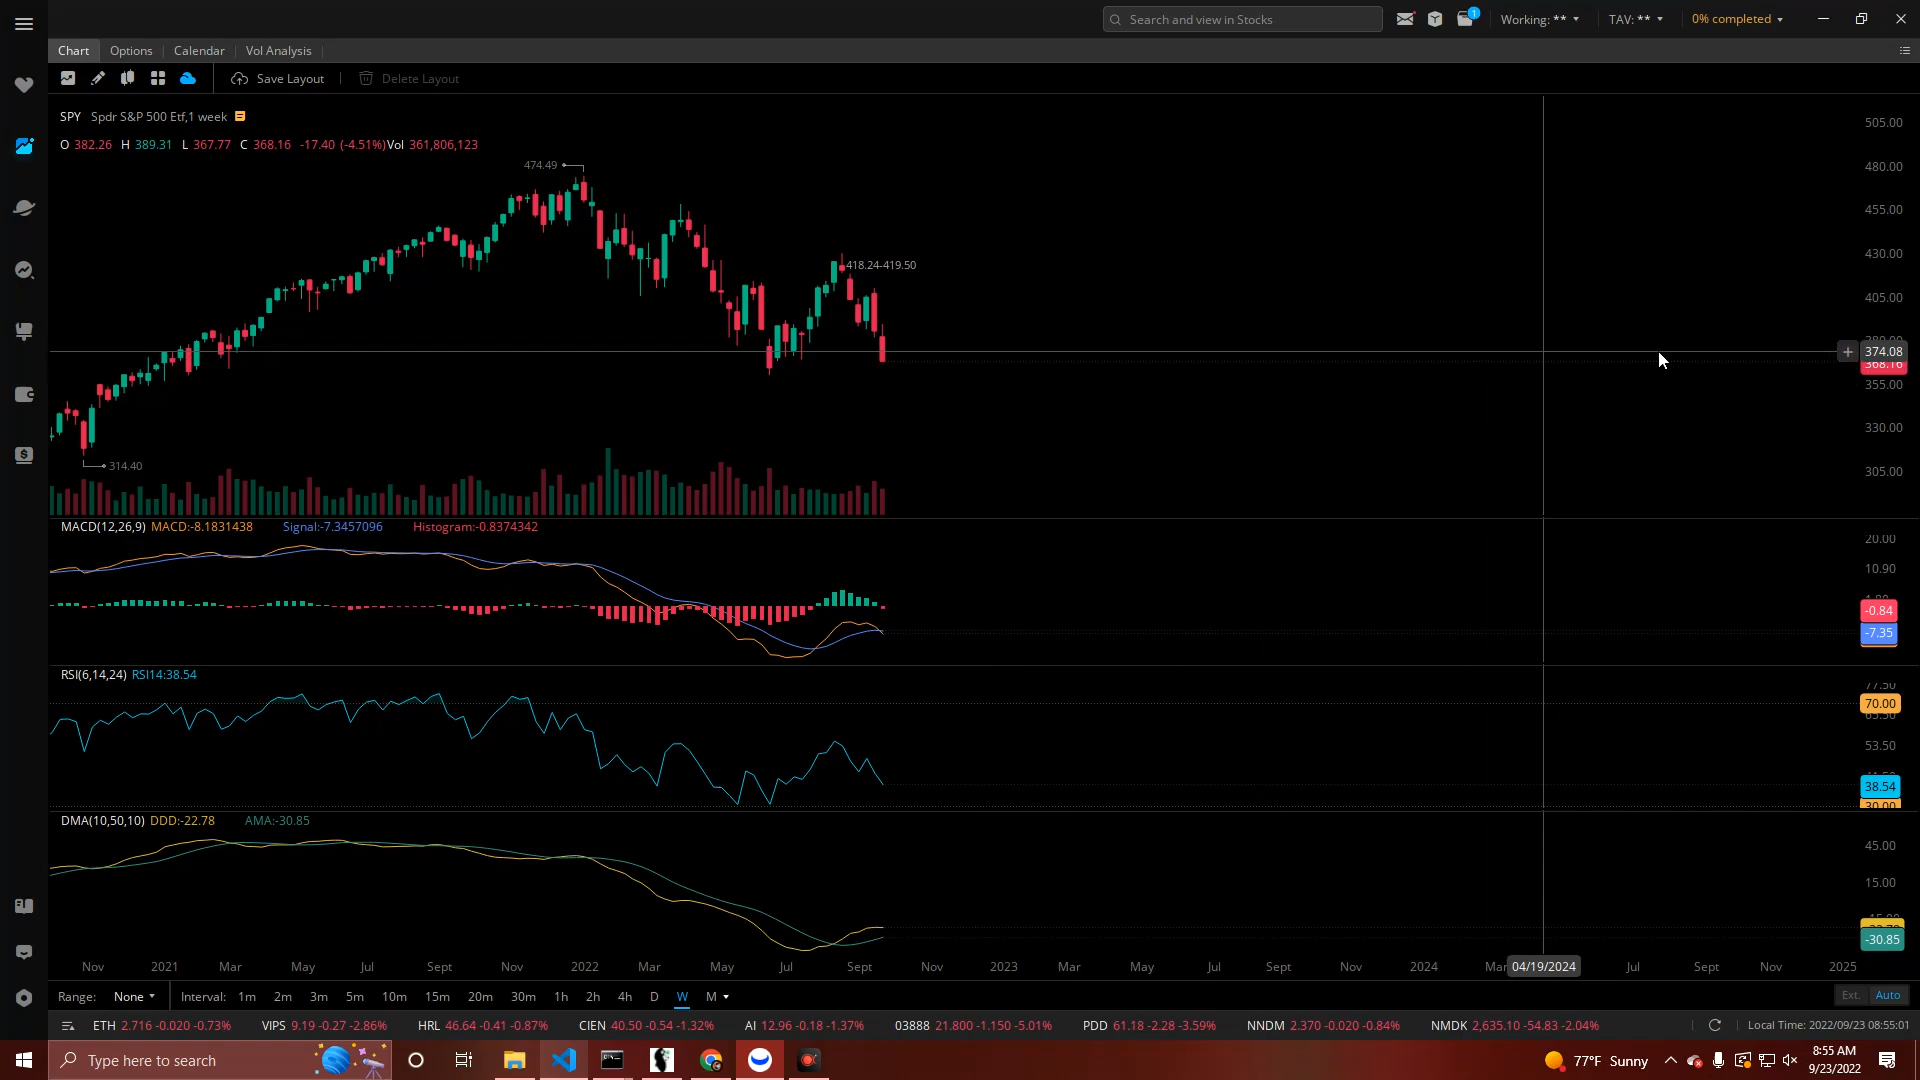 Search and view in Stocks
1
Working: **
TAV: **
0% completed
Chart
Options
Calendar
Vol Analysis
Save Layout
Delete Layout
SPY Spdr S&P 500 Etf,1 week
O 382.26 H 389.31 L 367.77 C 368.16 -17.40 (-4.51%)Vol 361,806,123
474.49
418.24-419.50
314.40
505.00
480.00
455.00
430.00
405.00
374.08
368.16
355.00
330.00
305.00
MACD(12,26,9) MACD:-8.1831438 Signal:-7.3457096 Histogram:-0.8374342
20.00
10.90
-0.84
-7.35
RSI(6,14,24) RSI14:38.54
77.50
70.00
53.50
38.54
30.00
DMA(10,50,10) DDD:-22.78 AMA:-30.85
45.00
15.00
-30.85
Nov 2021 Mar May Jul Sept Nov 2022 Mar May Jul Sept Nov 2023 Mar May Jul Sept Nov 2024 Mar 04/19/2024 Jul Sept Nov 2025
Range: None Interval: 1m 2m 3m 5m 10m 15m 20m 30m 1h 2h 4h D W M Ext. Auto
ETH 2.716 -0.020 -0.73% VIPS 9.19 -0.27 -2.86% HRL 46.64 -0.41 -0.87% CIEN 40.50 -0.54 -1.32% AI 12.96 -0.18 -1.37% 03888 21.800 -1.150 -5.01% PDD 61.18 -2.28 -3.59% NNDM 2.370 -0.020 -0.84% NMDK 2,635.10 -54.83 -2.04% Local Time: 2022/09/23 08:55:01
Type here to search
77°F Sunny
8:55 AM
9/23/2022